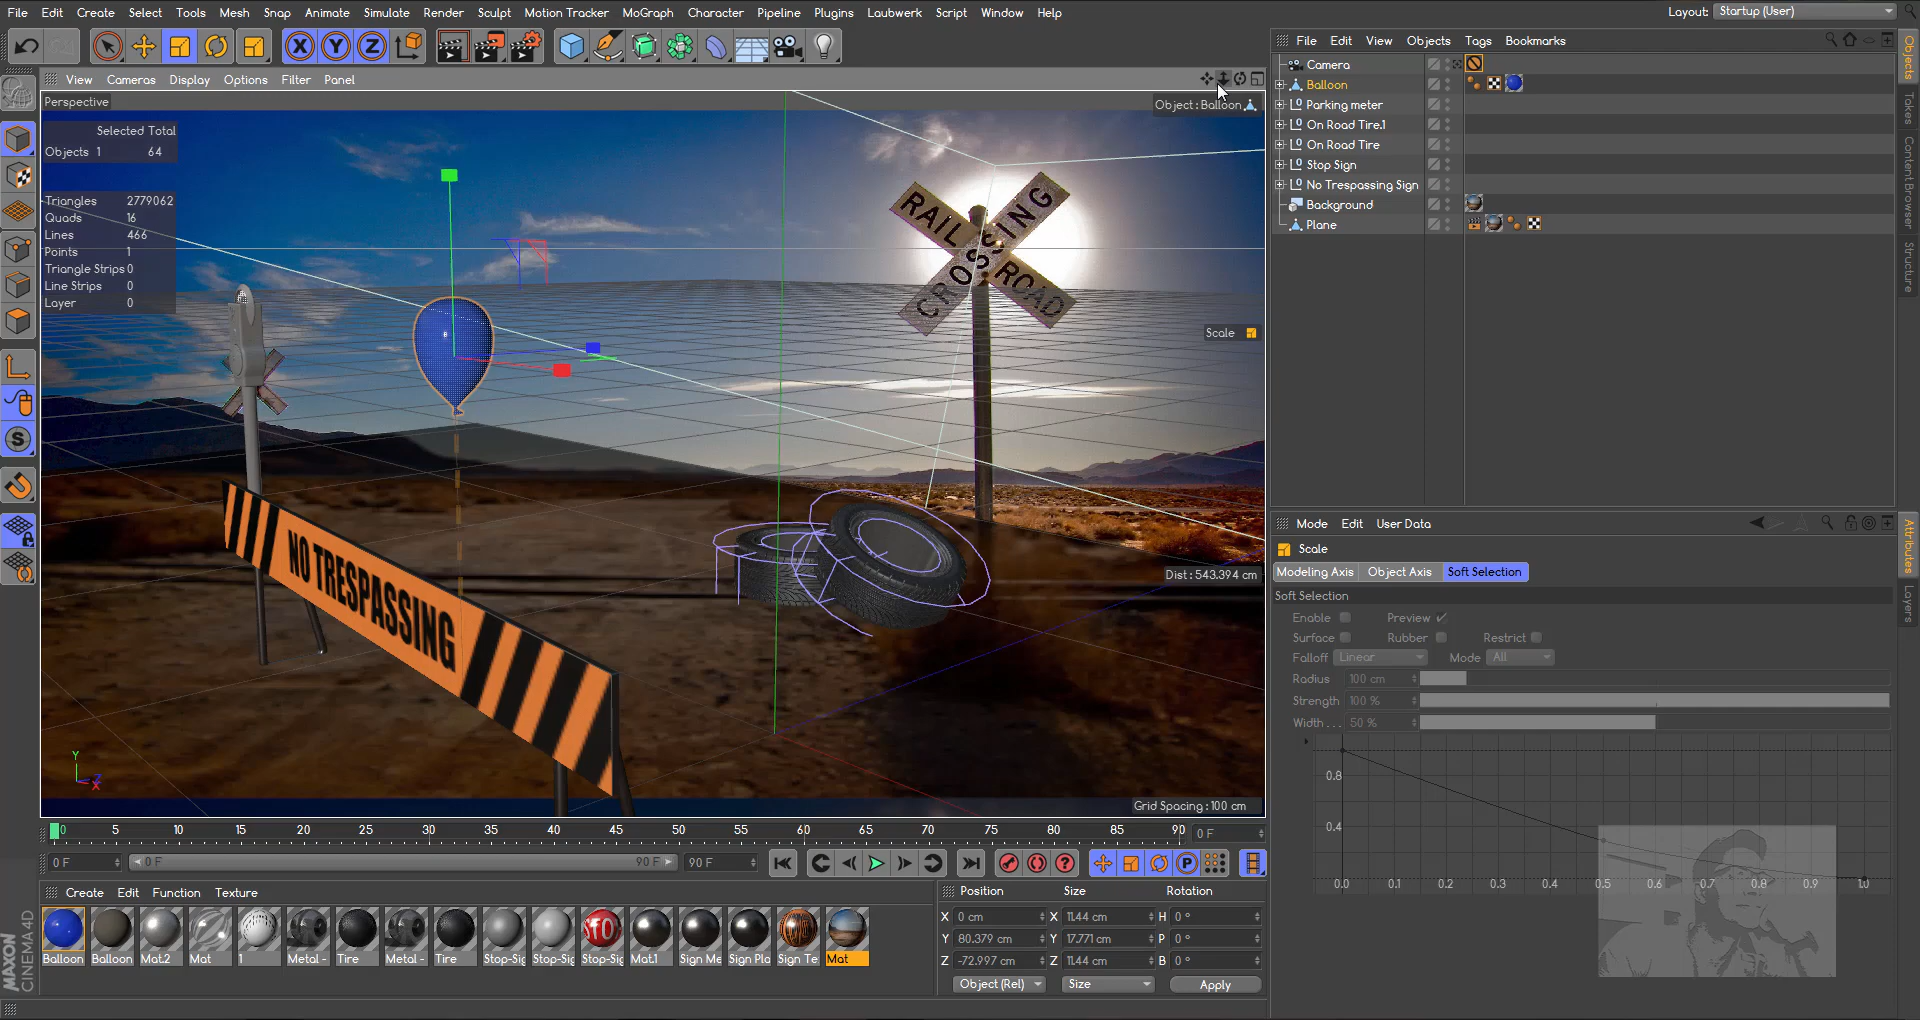 File Edit Create Select Tools Mesh Snap Animate Simulate Render Sculpt Motion Tracker MoGraph Character Pipeline Plugins Laubwerk Script Window Help
Layout: Startup (User)
View Cameras Display Options Filter Panel
Perspective
Object : Balloon
Selected Total
Objects 1 64
Triangles 2779062
Quads 16
Lines 466
Points 1
Triangle Strips 0
Line Strips 0
Layer 0
RAIL ROAD
CROSSING
Scale
NO TRESPASSING
Dist : 543.394 cm
Grid Spacing : 100 cm
Y
Z
X
0 5 10 15 20 25 30 35 40 45 50 55 60 65 70 75 80 85 90 0 F
0 F 0 F 90 F 90 F
Create Edit Function Texture
Balloon Balloon Mat.2 Mat 1 Metal - Tire Metal - Tire Stop-Sig Stop-Sig Stop-Sig Mat.1 Sign Me Sign Pla Sign Te Mat
MAXON
CINEMA 4D
Position Size Rotation
X 0 cm X 11.44 cm H 0 °
Y 80.379 cm Y 17.771 cm P 0 °
Z -72.997 cm Z 11.44 cm B 0 °
Object (Rel) Size Apply
File Edit View Objects Tags Bookmarks
Camera
Balloon
Parking meter
On Road Tire.1
On Road Tire
Stop Sign
No Trespassing Sign
Background
Plane
Objects
Takes
Content Browser
Structure
Mode Edit User Data
Scale
Modeling Axis Object Axis Soft Selection
Soft Selection
Enable Preview
Surface Rubber Restrict
Falloff Linear Mode All
Radius 100 cm
Strength 100 %
Width . . . 50 %
0.8
0.4
0.0 0.1 0.2 0.3 0.4 0.5 0.6 0.7 0.8 0.9 1.0
Attributes
Layers